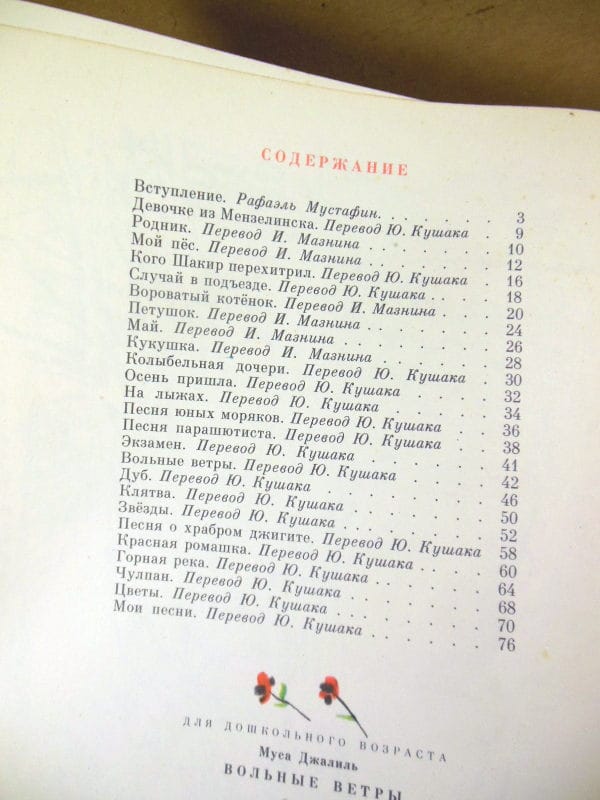 СОДЕРЖАНИЕ
Вступление. Рафаэль Мустафин. . . . . . 3
Девочке из Мензелинска. Перевод Ю. Кушака . 9
Родник. Перевод И. Мазнина . . . . . . 10
Мой пёс. Перевод И. Мазнина . . . . . . 12
Кого Шакир перехитрил. Перевод Ю. Кушака . 16
Случай в подъезде. Перевод Ю. Кушака . . . 18
Вороватый котёнок. Перевод И. Мазнина . . . 20
Петушок. Перевод И. Мазнина . . . . . . 24
Май. Перевод И. Мазнина . . . . . . 26
Кукушка. Перевод И. Мазнина . . . . . 28
Колыбельная дочери. Перевод Ю. Кушака . 30
Осень пришла. Перевод Ю. Кушака . . . . 32
На лыжах. Перевод Ю. Кушака . . . . . 34
Песня юных моряков. Перевод Ю. Кушака . . 36
Песня парашютиста. Перевод Ю. Кушака . . 38
Экзамен. Перевод Ю. Кушака . . . . . 41
Вольные ветры. Перевод Ю. Кушака . . . . 42
Дуб. Перевод Ю. Кушака . . . . . . 46
Клятва. Перевод Ю. Кушака . . . . . 50
Звёзды. Перевод Ю. Кушака . . . . . 52
Песня о храбром джигите. Перевод Ю. Кушака 58
Красная ромашка. Перевод Ю. Кушака . . . 60
Горная река. Перевод Ю. Кушака . . . . 64
Чулпан. Перевод Ю. Кушака . . . . . 68
Цветы. Перевод Ю. Кушака . . . . . 70
Мои песни. Перевод Ю. Кушака . . . . . 76
ДЛЯ ДОШКОЛЬНОГО ВОЗРАСТА
Муса Джалиль
ВОЛЬНЫЕ ВЕТРЫ